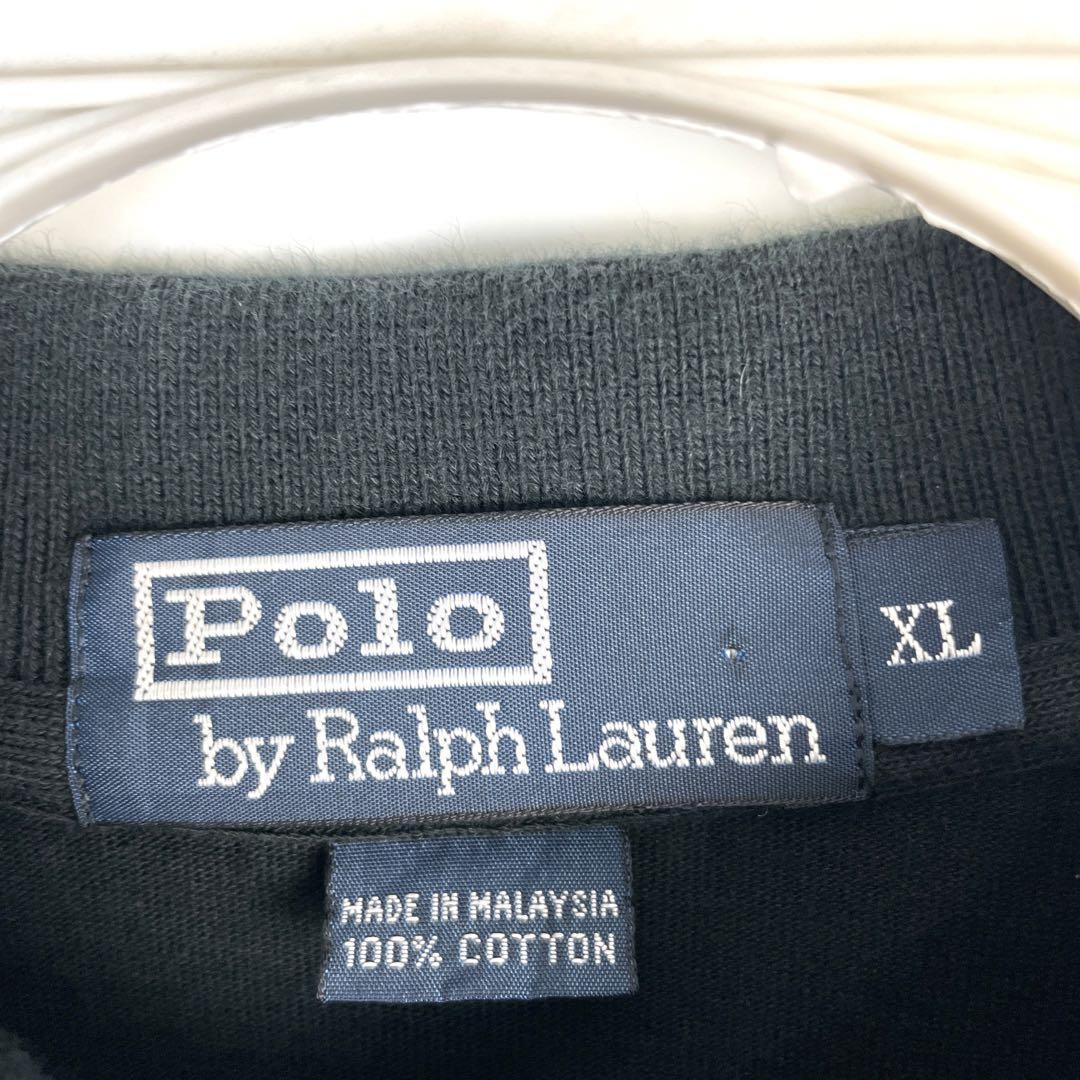 Polo
by Ralph Lauren
XL
MADE IN MALAYSIA
100% COTTON